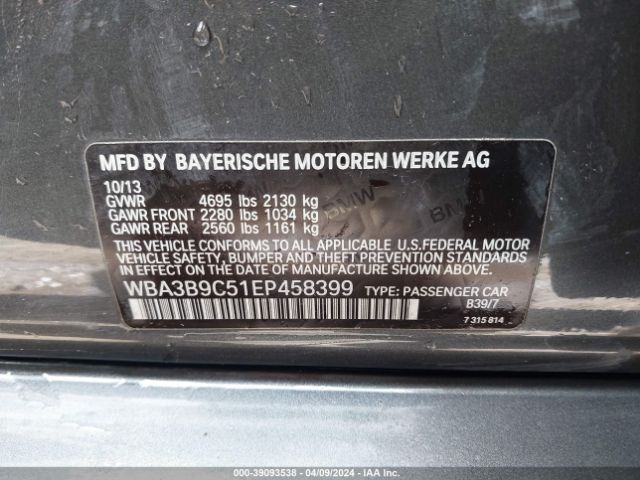 MFD BY BAYERISCHE MOTOREN WERKE AG
10/13
GVWR 4695 lbs 2130 kg
GAWR FRONT 2280 lbs 1034 kg
GAWR REAR 2560 lbs 1161 kg
THIS VEHICLE CONFORMS TO ALL APPLICABLE U.S.FEDERAL MOTOR
VEHICLE SAFETY, BUMPER AND THEFT PREVENTION STANDARDS
IN EFFECT ON THE DATE OF MANUFACTURE SHOWN ABOVE.
WBA3B9C51EP458399 TYPE: PASSENGER CAR
B39/7
7 315 814
BMW
000-39093538 - 04/09/2024 - IAA Inc.